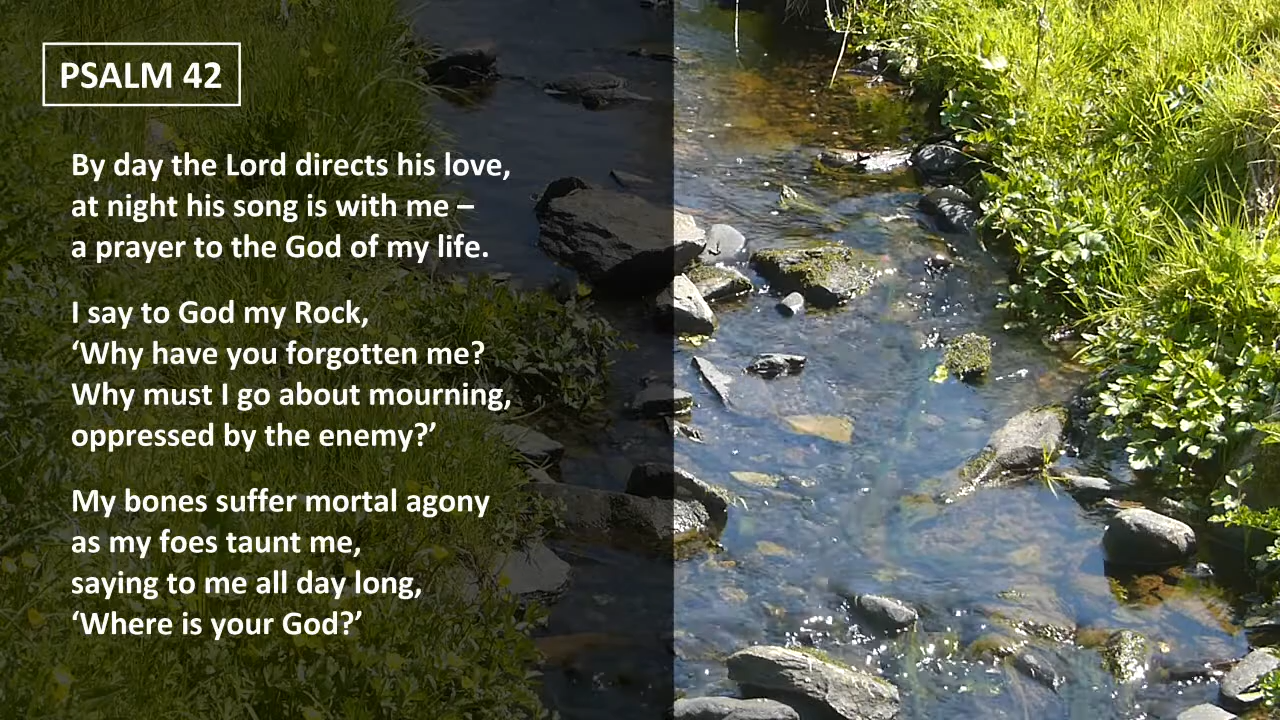 PSALM 42
By day the Lord directs his love,
at night his song is with me –
a prayer to the God of my life.
I say to God my Rock,
‘Why have you forgotten me?
Why must I go about mourning,
oppressed by the enemy?’
My bones suffer mortal agony
as my foes taunt me,
saying to me all day long,
‘Where is your God?’